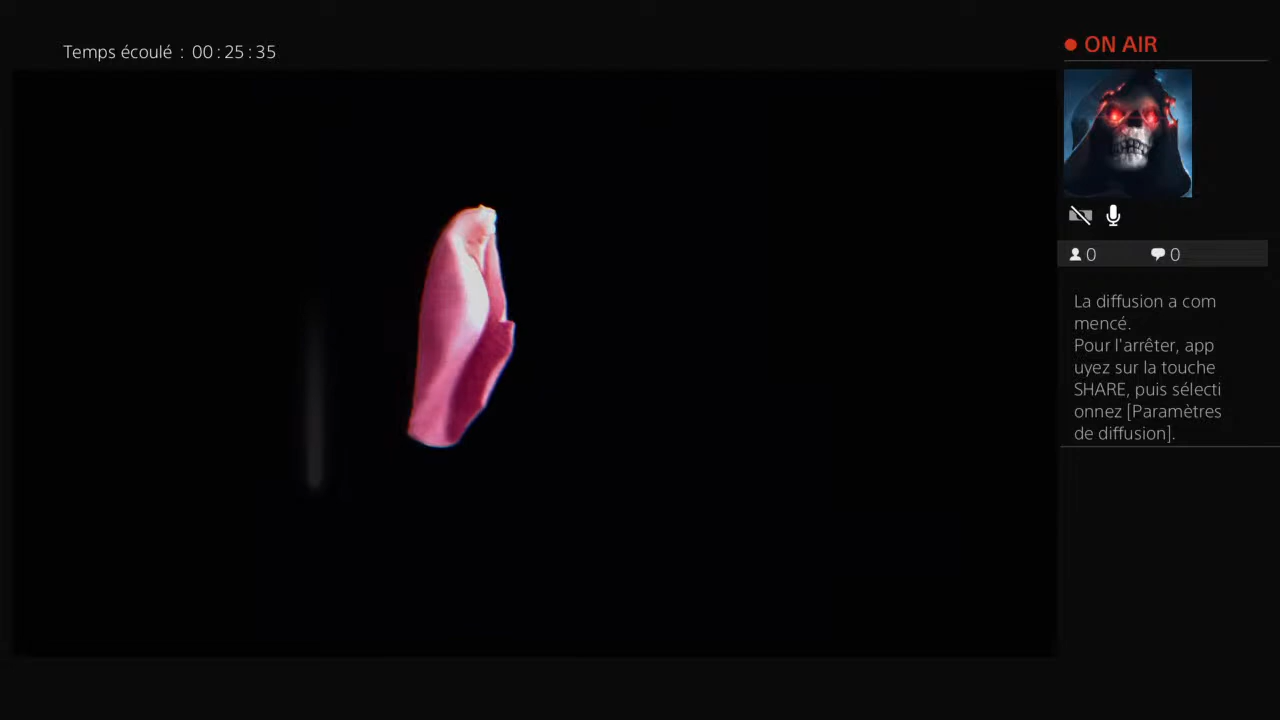 Temps écoulé : 00:25:35
ON AIR
0 0
La diffusion a com
mencé.
Pour l'arrêter, app
uyez sur la touche
SHARE, puis sélecti
onnez [Paramètres
de diffusion].